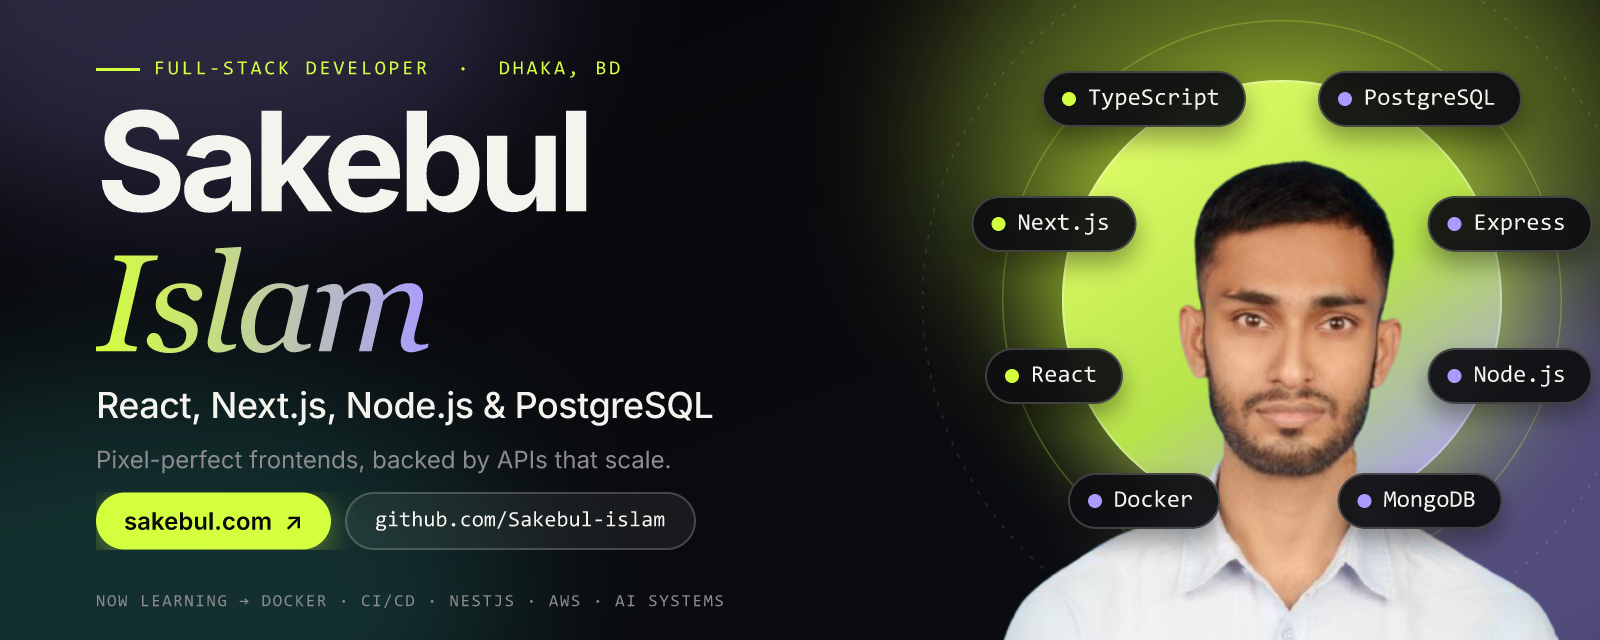 FULL-STACK DEVELOPER · DHAKA, BD
Sakebul
Islam
React, Next.js, Node.js & PostgreSQL
Pixel-perfect frontends, backed by APIs that scale.
sakebul.com ↗
github.com/Sakebul-islam
NOW LEARNING → DOCKER · CI/CD · NESTJS · AWS · AI SYSTEMS
TypeScript
PostgreSQL
Next.js
Express
React
Node.js
Docker
MongoDB